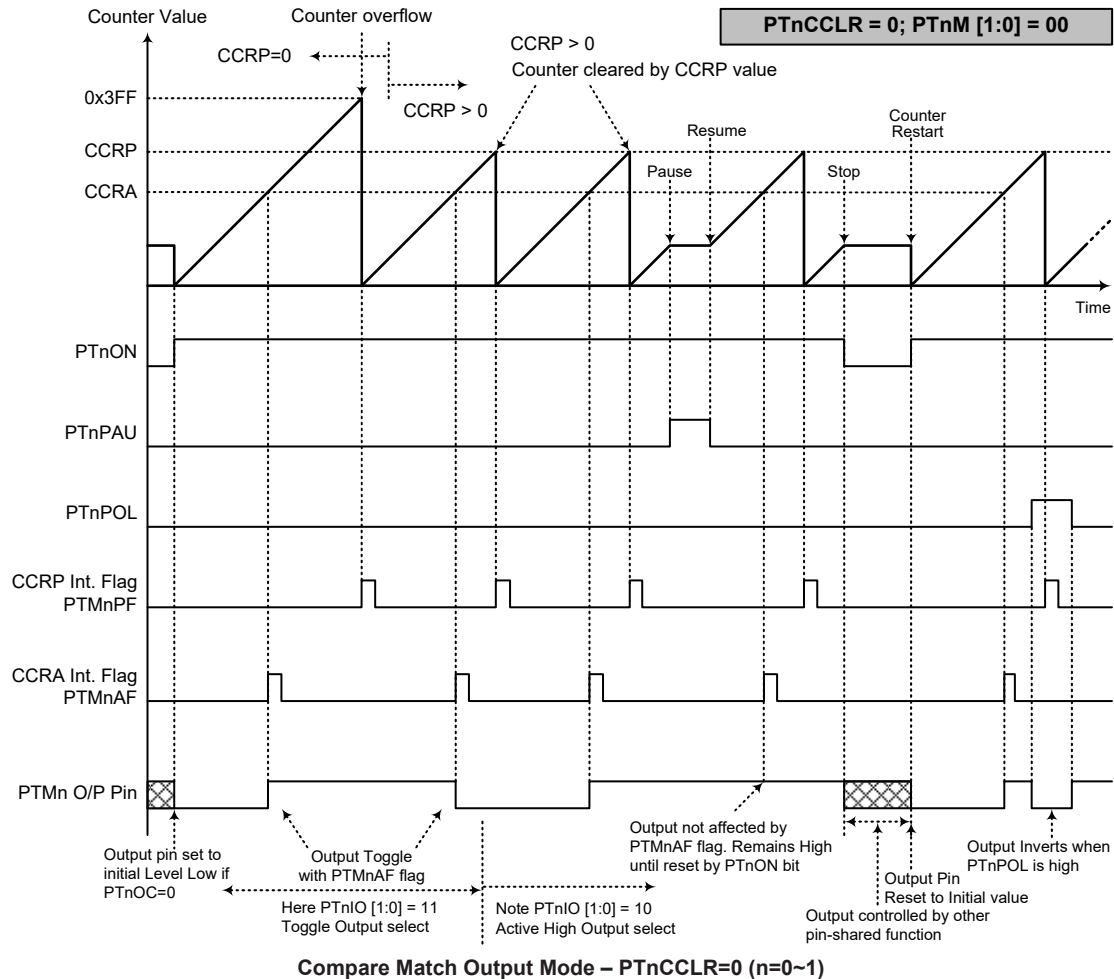 Counter Value
Counter overflow
PTnCCLR = 0; PTnM [1:0] = 00
CCRP=0
CCRP > 0
CCRP > 0
Counter cleared by CCRP value
0x3FF
CCRP
CCRA
Pause
Resume
Stop
Counter
Restart
Time
PTnON
PTnPAU
PTnPOL
CCRP Int. Flag
PTMnPF
CCRA Int. Flag
PTMnAF
PTMn O/P Pin
Output pin set to
initial Level Low if
PTnOC=0
Output Toggle
with PTMnAF flag
Here PTnIO [1:0] = 11
Toggle Output select
Note PTnIO [1:0] = 10
Active High Output select
Output not affected by
PTMnAF flag. Remains High
until reset by PTnON bit
Output Pin
Reset to Initial value
Output controlled by other
pin-shared function
Output Inverts when
PTnPOL is high
Compare Match Output Mode – PTnCCLR=0 (n=0~1)